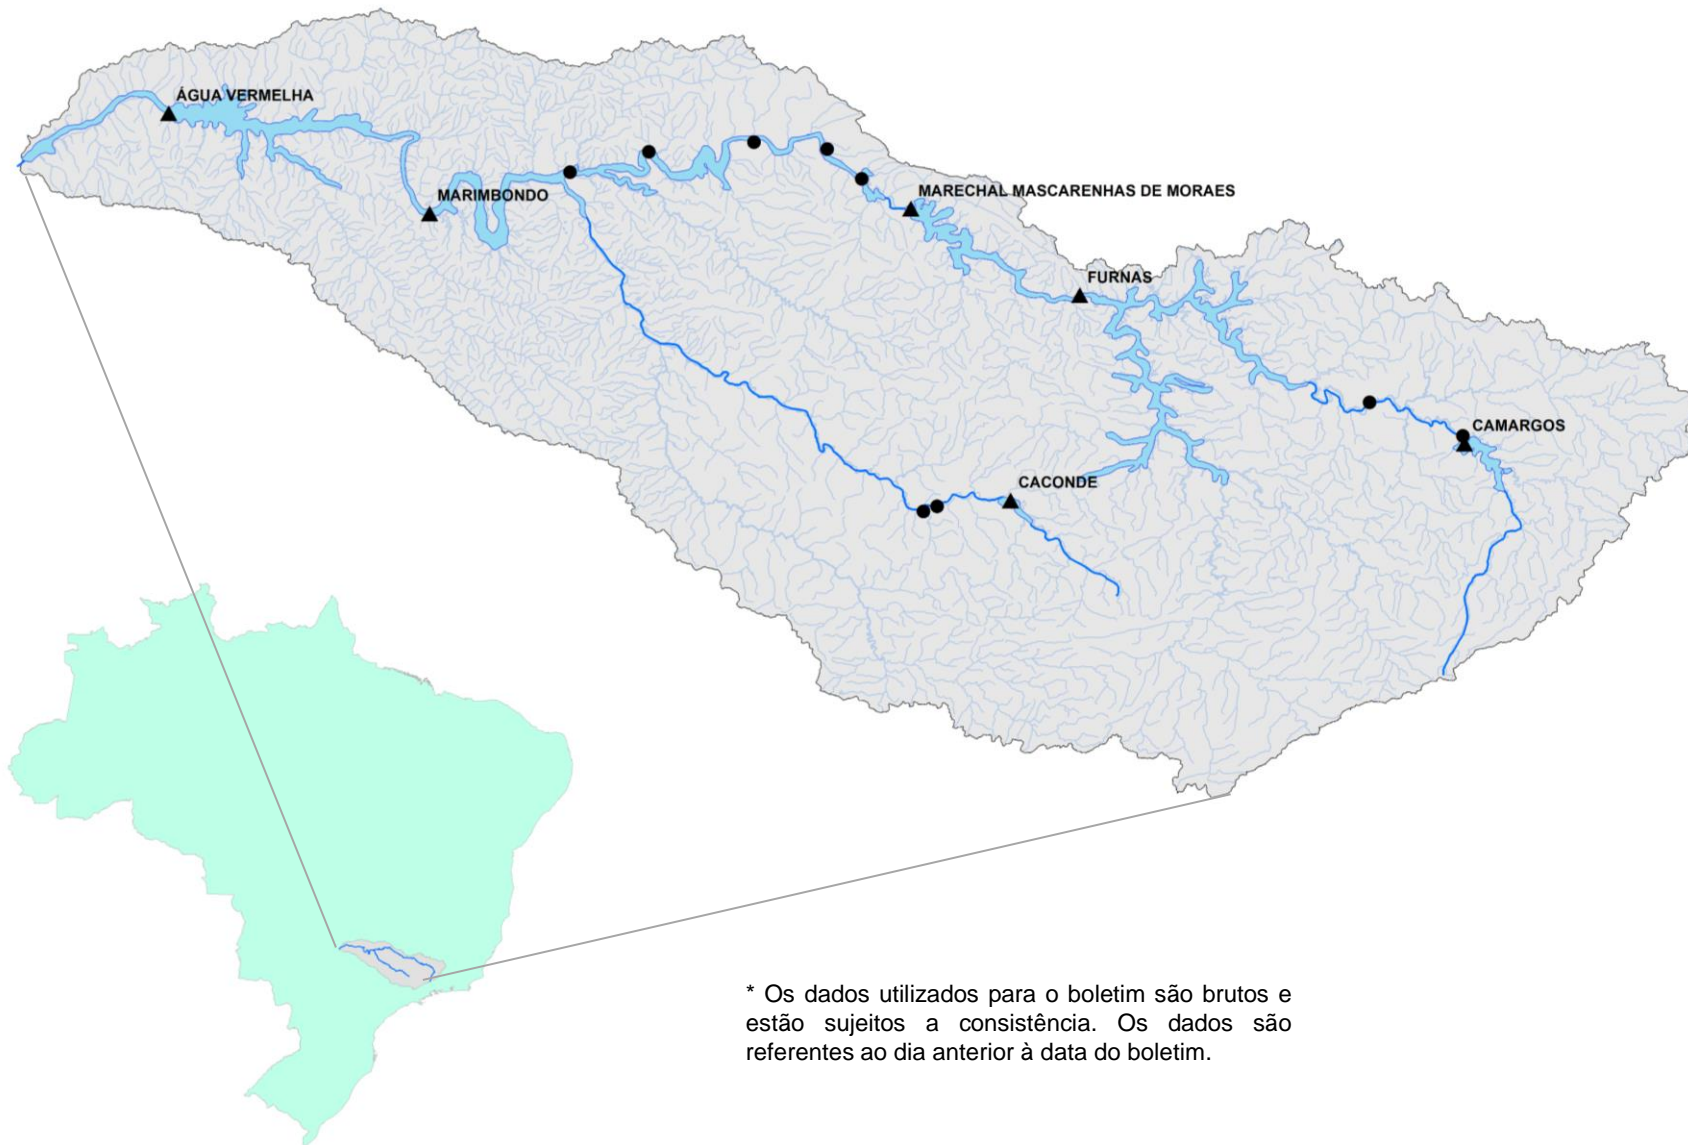 ÁGUA VERMELHA
MARIMBONDO
MARECHAL MASCARENHAS DE MORAES
FURNAS
CAMARGOS
CACONDE
* Os dados utilizados para o boletim são brutos e
estão sujeitos a consistência. Os dados são
referentes ao dia anterior à data do boletim.